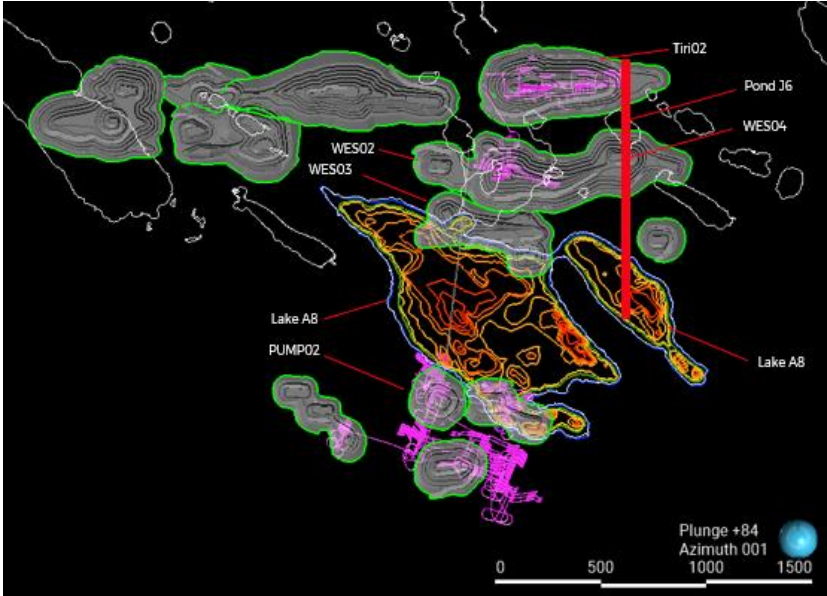 Tiri02
Pond J6
WES04
WES02
WES03
Lake A8
PUMP02
Lake A8
Plunge +84
Azimuth 001
0 500 1000 1500